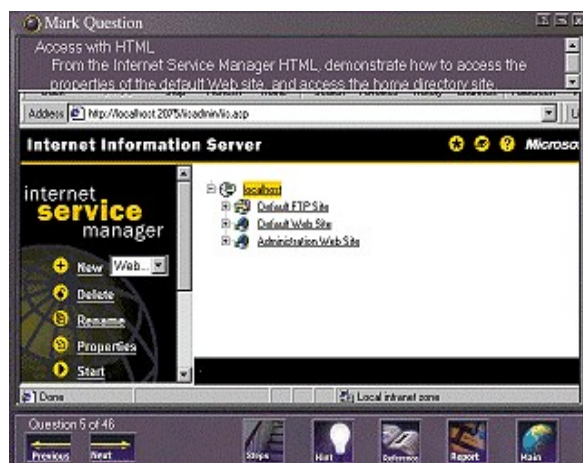 Mark Question
Access with HTML
From the Internet Service Manager HTML, demonstrate how to access the
properties of the default Web site, and access the home directory site.
Address http://localhost:2075/iisadmin/iis.asp
Internet Information Server
Microso
internet
service
manager
New Web...
Delete
Rename
Properties
Start
localhost
Default FTP Site
Default Web Site
Administration Web Site
Done
Local intranet zone
Question 5 of 46
Previous Next Steps Hint Reference Report Main